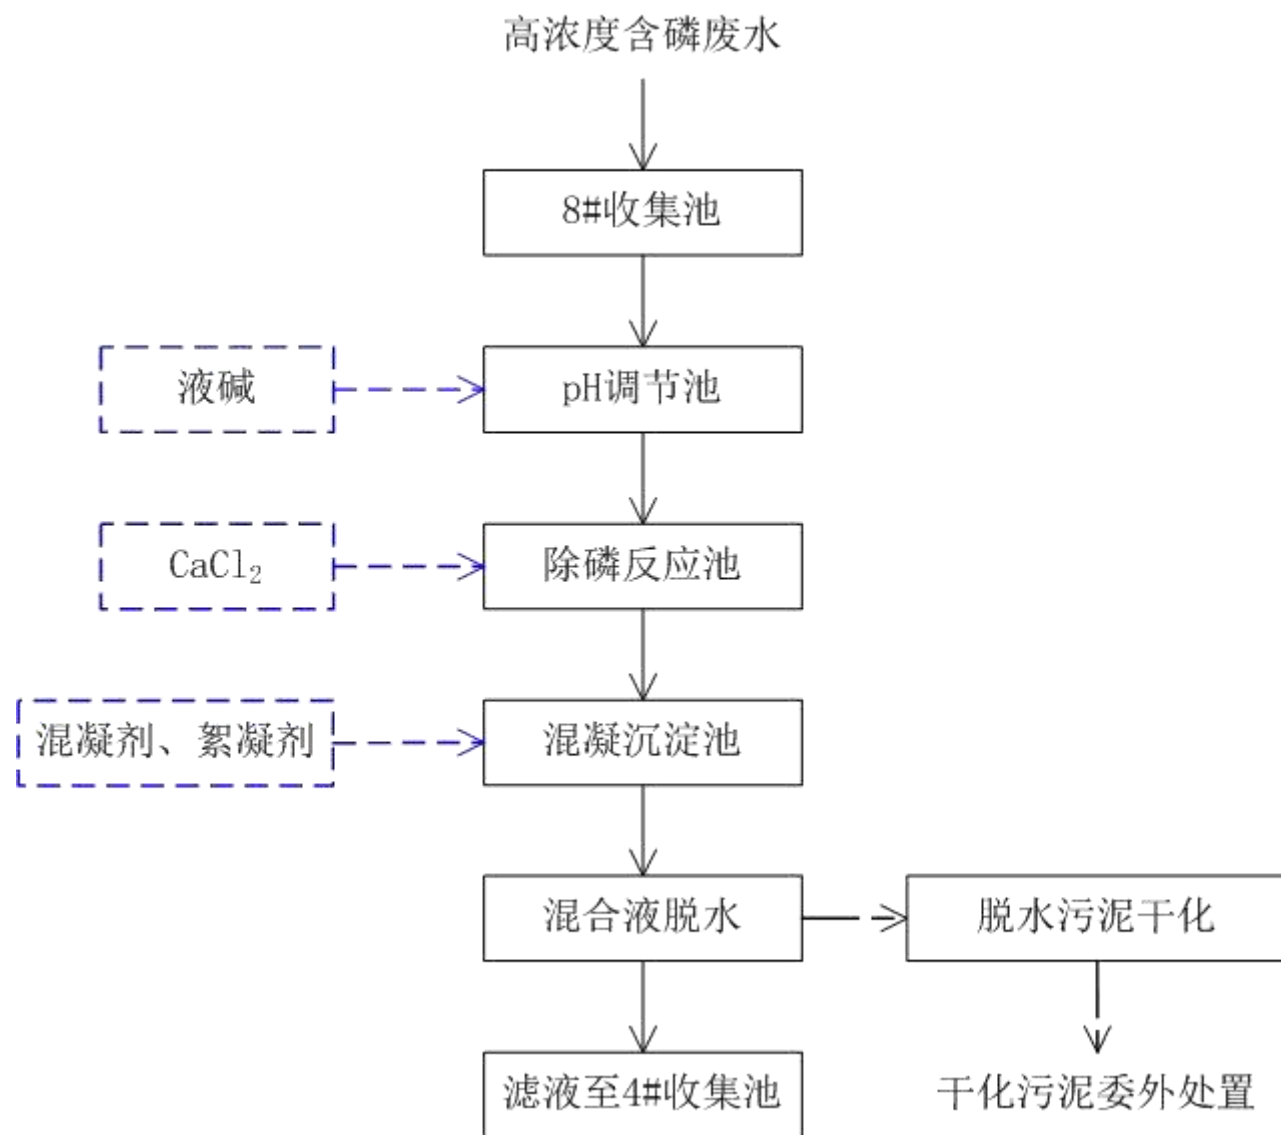 高浓度含磷废水
8#收集池
液碱
pH调节池
CaCl₂
除磷反应池
混凝剂、絮凝剂
混凝沉淀池
混合液脱水
脱水污泥干化
滤液至4#收集池
干化污泥委外处置